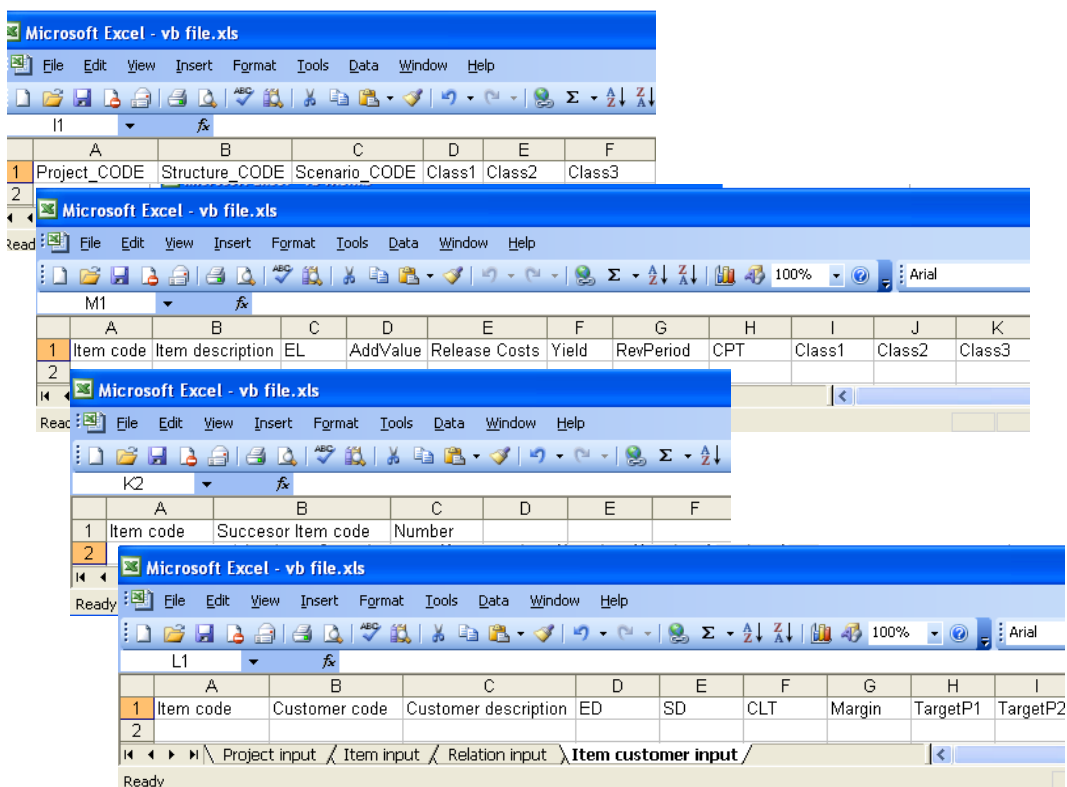 Microsoft Excel - vb file.xls
File Edit View Insert Format Tools Data Window Help
I1 fx
A B C D E F
1 Project_CODE Structure_CODE Scenario_CODE Class1 Class2 Class3
2
Microsoft Excel - vb file.xls
File Edit View Insert Format Tools Data Window Help
100% Arial
M1 fx
A B C D E F G H I J K
1 Item code Item description EL AddValue Release Costs Yield RevPeriod CPT Class1 Class2 Class3
2
Microsoft Excel - vb file.xls
File Edit View Insert Format Tools Data Window Help
K2 fx
A B C D E F
1 Item code Succesor Item code Number
2
Ready
Microsoft Excel - vb file.xls
File Edit View Insert Format Tools Data Window Help
100% Arial
L1 fx
A B C D E F G H I
1 Item code Customer code Customer description ED SD CLT Margin TargetP1 TargetP2
2
Project input Item input Relation input Item customer input
Ready